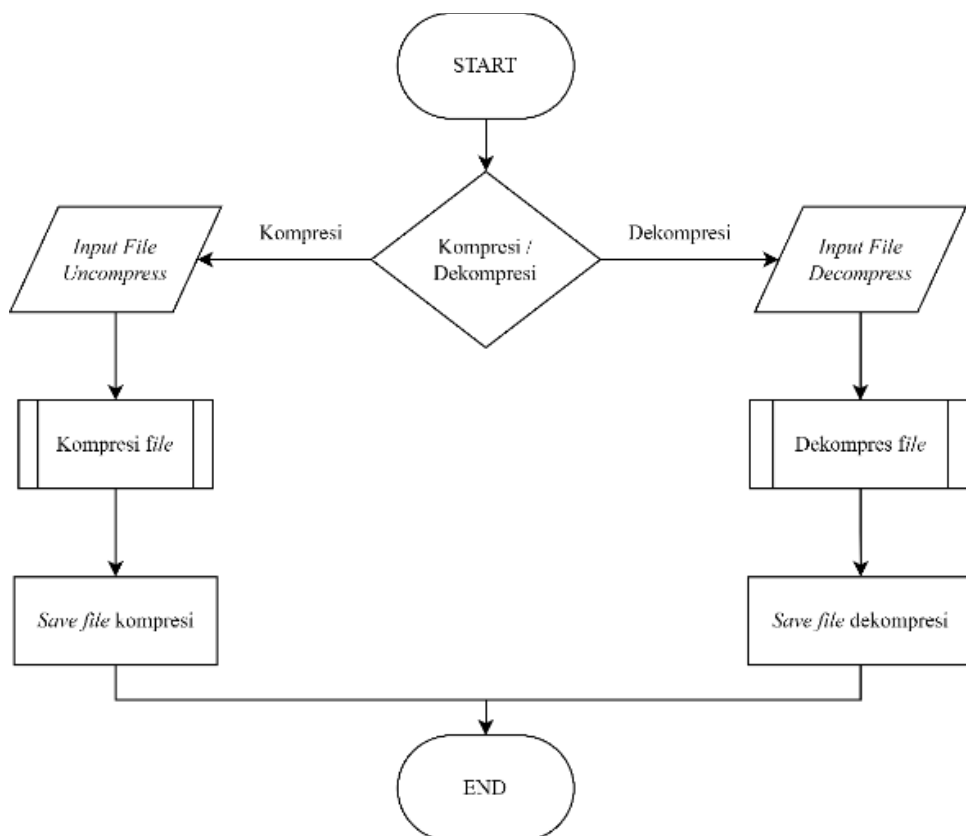 START
Kompresi
Kompresi /
Dekompresi
Dekompresi
Input File
Uncompress
Input File
Decompress
Kompresi file
Dekompres file
Save file kompresi
Save file dekompresi
END